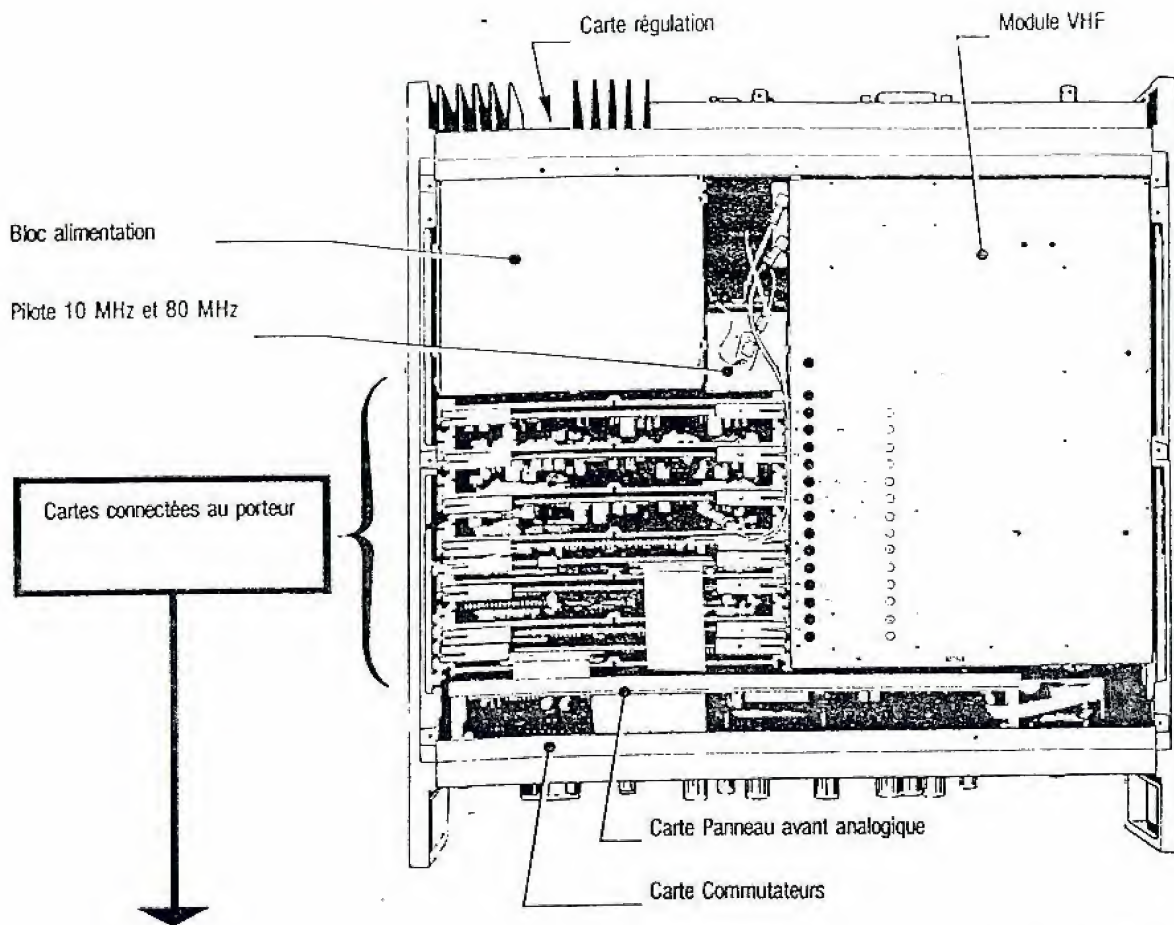 Carte régulation
Module VHF
Bloc alimentation
Pilote 10 MHz et 80 MHz
Cartes connectées au porteur
Carte Panneau avant analogique
Carte Commutateurs